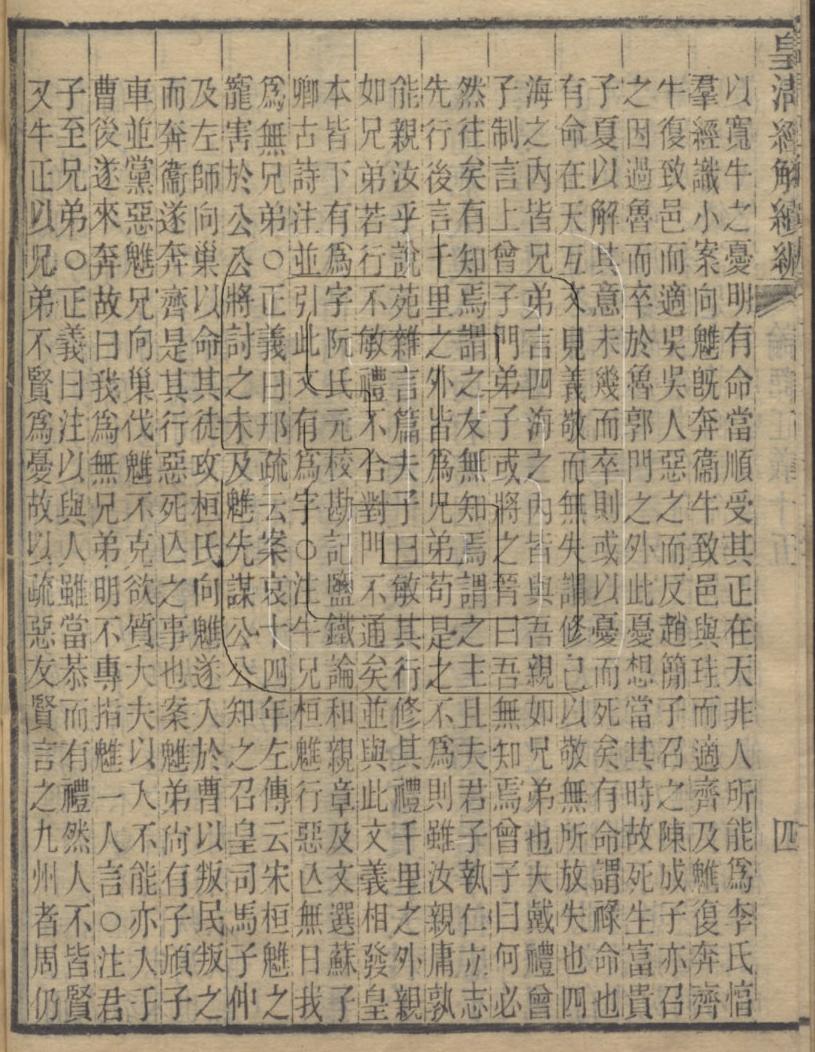 皇清經解續編
四
以寬牛之憂明有命當順受其正在天非人所能爲李氏惇
羣經識小案向魋旣奔衞牛致邑與珪而適齊及魋復奔齊
牛復致邑而適吳吳人惡之而反趙簡子召之陳成子亦召
之因過魯而卒於魯郭門之外此憂想當其時故死生富貴
子夏以解其意未幾而卒則或以憂而死矣有命謂祿命也
有命在天互文見義敬而無失謂修己以敬無所放失也四
海之內皆兄弟言四海之內皆與吾親如兄弟也大戴禮曾
子制言上曾子門弟子或將之晉曰吾無知焉曾子曰何必
然往矣有知焉謂之友無知焉謂之主且夫君子執仁立志
先行後言千里之外皆爲兄弟苟是之不爲則雖汝親庸孰
能親汝乎說苑雜言篇夫子曰敏其行修其禮千里之外親
如兄弟若行不敏禮不合對門不通矣並與此文義相發皇
本皆下有爲字阮氏元校勘記鹽鐵論和親章及文選蘇子
卿古詩注並引此文有爲字○注牛兄桓魋行惡亾無日我
爲無兄弟○正義曰邢疏云案哀十四年左傳云宋桓魋之
寵害於公公將討之未及魋先謀公公知之召皇司馬子仲
及左師向巢以命其徒攻桓氏向魋遂入於曹以叛民叛之
而奔衞遂奔齊是其行惡死亾之事也案魋弟尙有子頎子
車並黨惡魋兄向巢伐魋不克欲質大夫以入不能亦入于
曹後遂來奔故曰我爲無兄弟明不專指魋一人言○注君
子至兄弟○正義曰注以與人雖當恭而有禮然人不皆賢
又牛正以兄弟不賢爲憂故以疏惡友賢言之九州者周仍